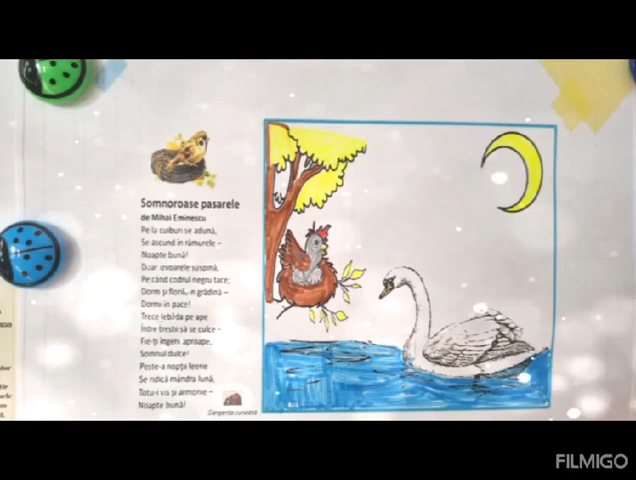 Somnoroase pasarele
de Mihai Eminescu
Pe la cuiburi se adună,
Se ascund în rămurele –
Noapte bună!
Doar izvoarele suspină,
Pe când codrul negru tace;
Dorm și florile-n grădină –
Dormi în pace!
Trece lebăda pe ape
Între trestii să se culce –
Fie-ți îngerii aproape,
Somnul dulce!
Peste-a nopții feerie
Se ridică mândra lună,
Totu-i vis și armonie –
Noapte bună!
Gargarita curioasa
FILMIGO